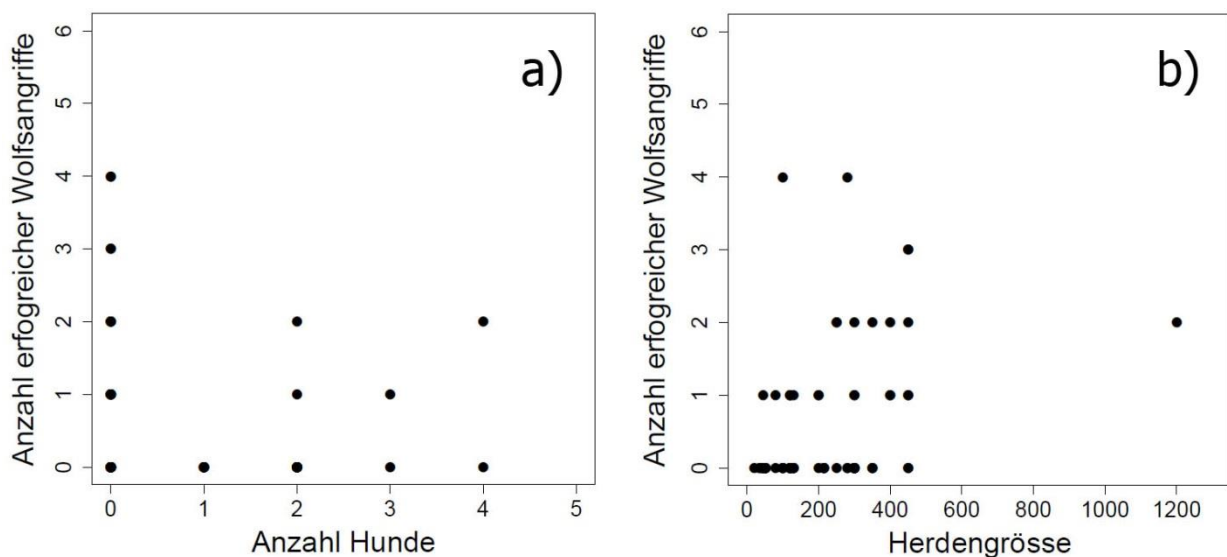 a)
Anzahl erfogreicher Wolfsangriffe
6
5
4
3
2
1
0
0 1 2 3 4 5
Anzahl Hunde
b)
Anzahl erfogreicher Wolfsangriffe
6
5
4
3
2
1
0
0 200 400 600 800 1000 1200
Herdengrösse